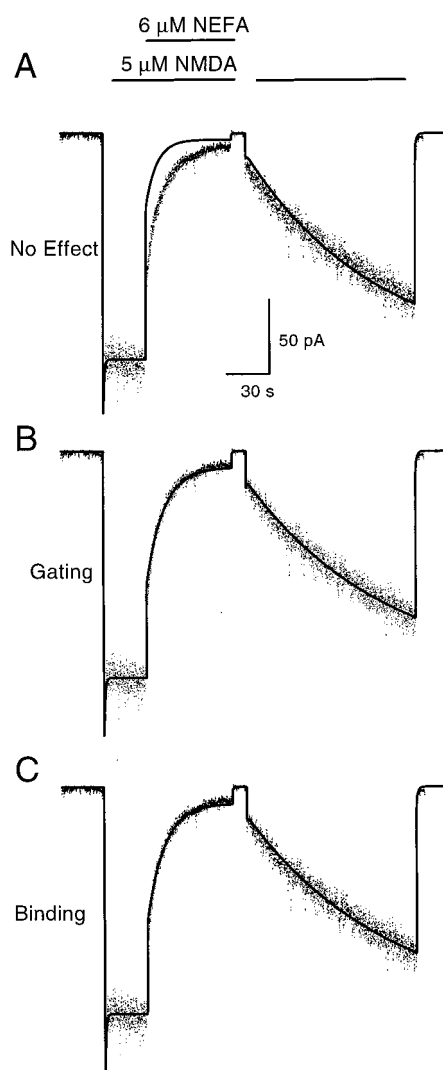 6 μM NEFA
A
5 μM NMDA
No Effect
50 pA
30 s
B
Gating
C
Binding